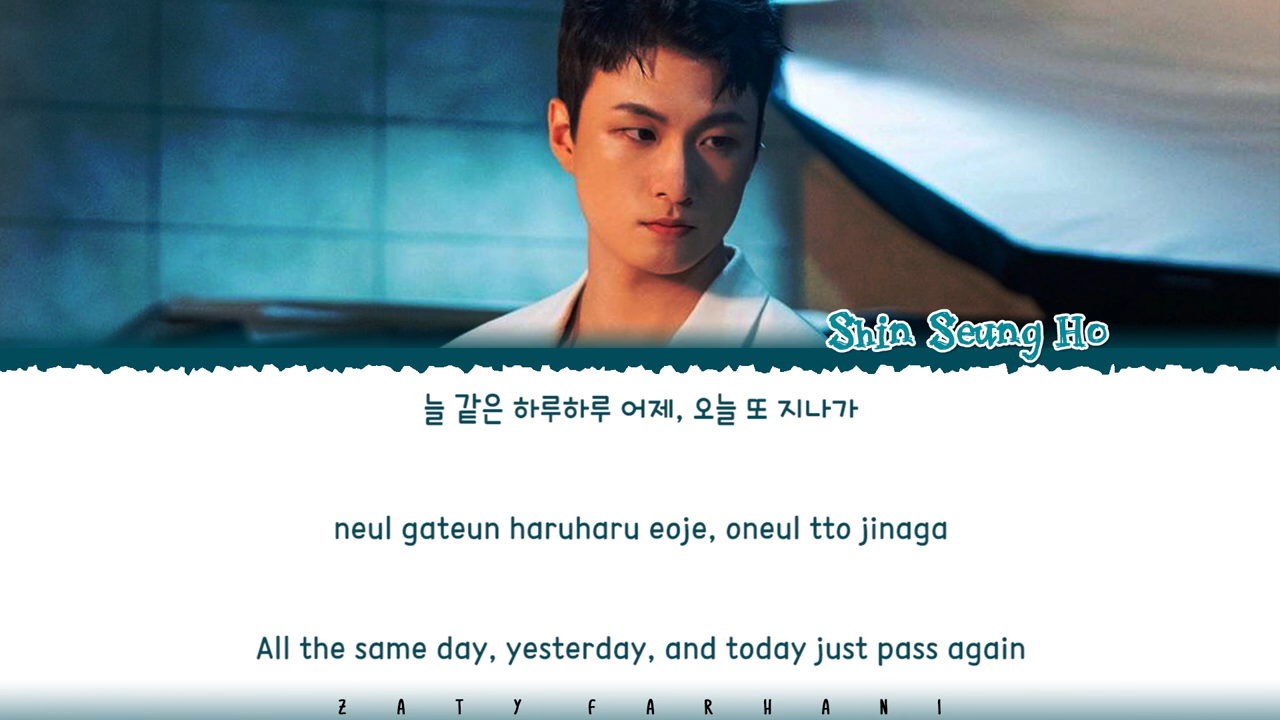 Shin Seung Ho
늘 같은 하루하루 어제, 오늘 또 지나가
neul gateun haruharu eoje, oneul tto jinaga
All the same day, yesterday, and today just pass again
ZATY FARHANI